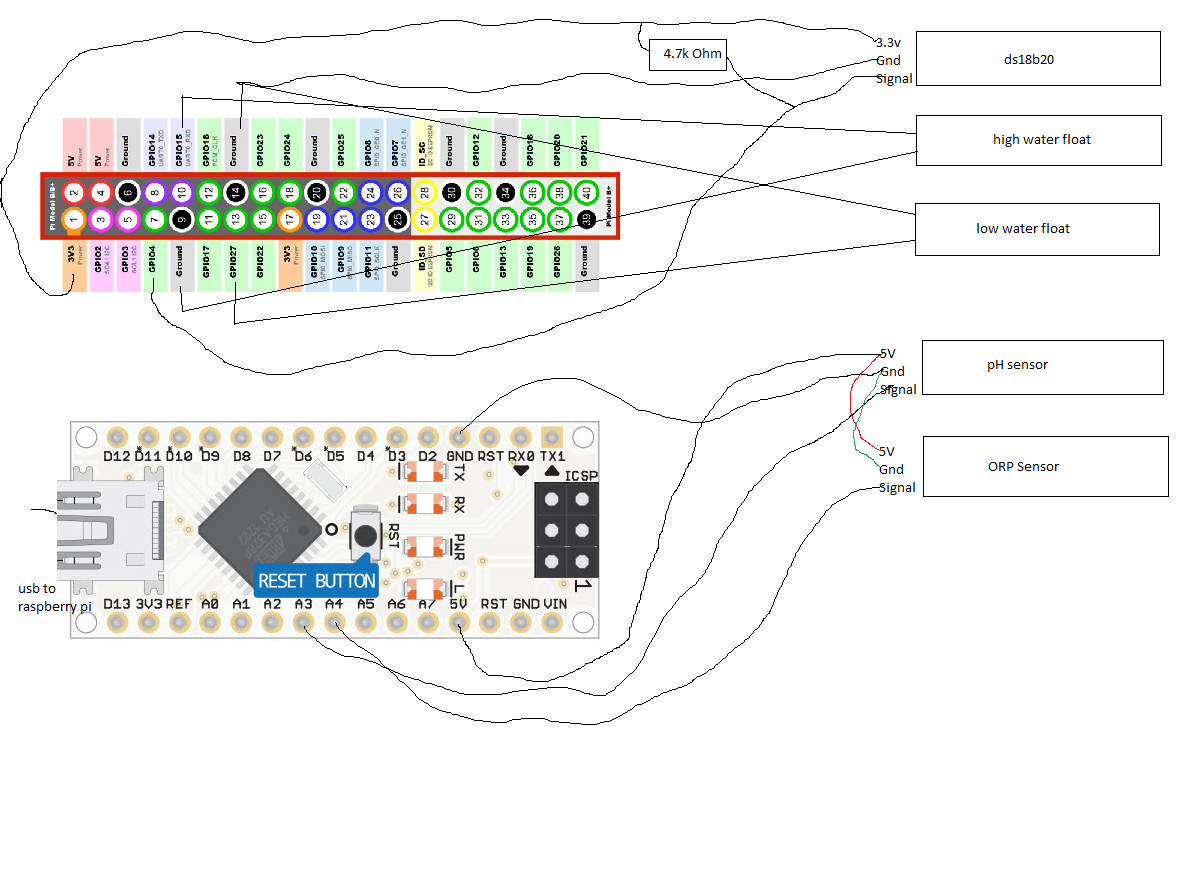 3.3v
Gnd
Signal
ds18b20
4.7k Ohm
high water float
low water float
5V Power
5V Power
Ground
GPIO14 UART0_TXD
GPIO15 UART0_RXD
GPIO18 PCM_CLK
Ground
GPIO23
GPIO24
Ground
GPIO25
GPIO8
GPIO7
ID_SC
Ground
GPIO12
Ground
GPIO16
GPIO20
GPIO21
Pi Model B/B+
2 4 6 8 10 12 14 16 18 20 22 24 26 28 30 32 34 36 38 40
1 3 5 7 9 11 13 15 17 19 21 23 25 27 29 31 33 35 37 39
Pi Model B+
3V3 Power
GPIO2 SDA1 I2C
GPIO3 SCL1 I2C
GPIO4
Ground
GPIO17
GPIO27
GPIO22
3V3 Power
GPIO10 SPI0_MOSI
GPIO9 SPI0_MISO
GPIO11 SPI0_SCLK
Ground
ID_SD
GPIO5
GPIO6
GPIO13
GPIO19
GPIO26
Ground
5V
Gnd
Signal
pH sensor
5V
Gnd
Signal
ORP Sensor
D12 D11 D10 D9 D8 D7 D6 D5 D4 D3 D2 GND RST RX0 TX1
TX
RX
PWR
L
RST
ICSP
1
RESET BUTTON
D13 3V3 REF A0 A1 A2 A3 A4 A5 A6 A7 5V RST GND VIN
usb to
raspberry pi